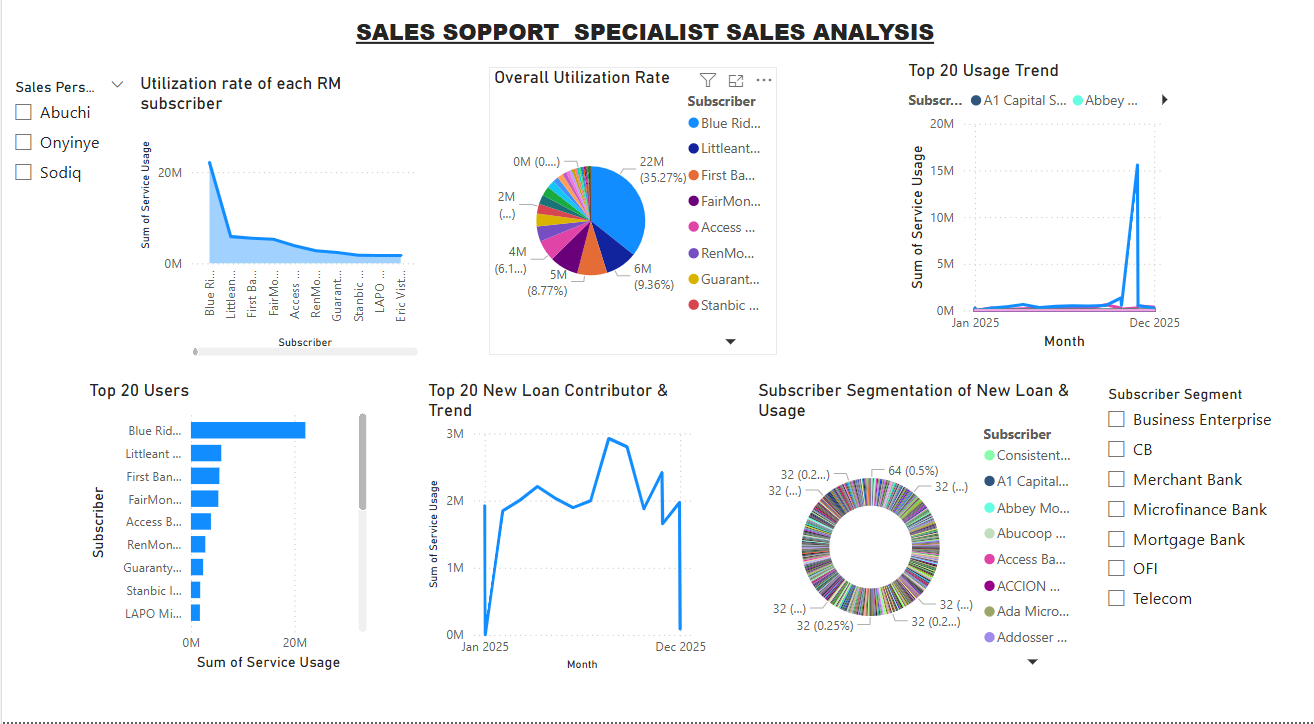 SALES SOPPORT  SPECIALIST SALES ANALYSIS
Sales Pers...
Abuchi
Onyinye
Sodiq
Utilization rate of each RM
subscriber
Sum of Service Usage
20M
0M
Blue Ri...
Littlean...
First Ba...
FairMo...
Access ...
RenMo...
Guarant...
Stanbic ...
LAPO ...
Eric Vist...
Subscriber
Overall Utilization Rate
Subscriber
Blue Rid...
Littleant...
First Ba...
FairMon...
Access ...
RenMo...
Guarant...
Stanbic ...
0M (0....)
22M
(35.27%)
2M
(...)
4M
(6.1...)
5M
(8.77%)
6M
(9.36%)
Top 20 Usage Trend
Subscr...
A1 Capital S...
Abbey ...
Sum of Service Usage
20M
15M
10M
5M
0M
Jan 2025
Dec 2025
Month
Top 20 Users
Subscriber
Blue Rid...
Littleant ...
First Ban...
FairMon...
Access B...
RenMon...
Guaranty...
Stanbic I...
LAPO Mi...
0M
20M
Sum of Service Usage
Top 20 New Loan Contributor &
Trend
Sum of Service Usage
3M
2M
1M
0M
Jan 2025
Dec 2025
Month
Subscriber Segmentation of New Loan &
Usage
Subscriber
Consistent...
A1 Capital...
Abbey Mo...
Abucoop ...
Access Ba...
ACCION ...
Ada Micro...
Addosser ...
32 (0.2...)
32 (...)
64 (0.5%)
32 (...)
32 (...)
32 (0.25%)
32 (...)
32 (0.2...)
Subscriber Segment
Business Enterprise
CB
Merchant Bank
Microfinance Bank
Mortgage Bank
OFI
Telecom